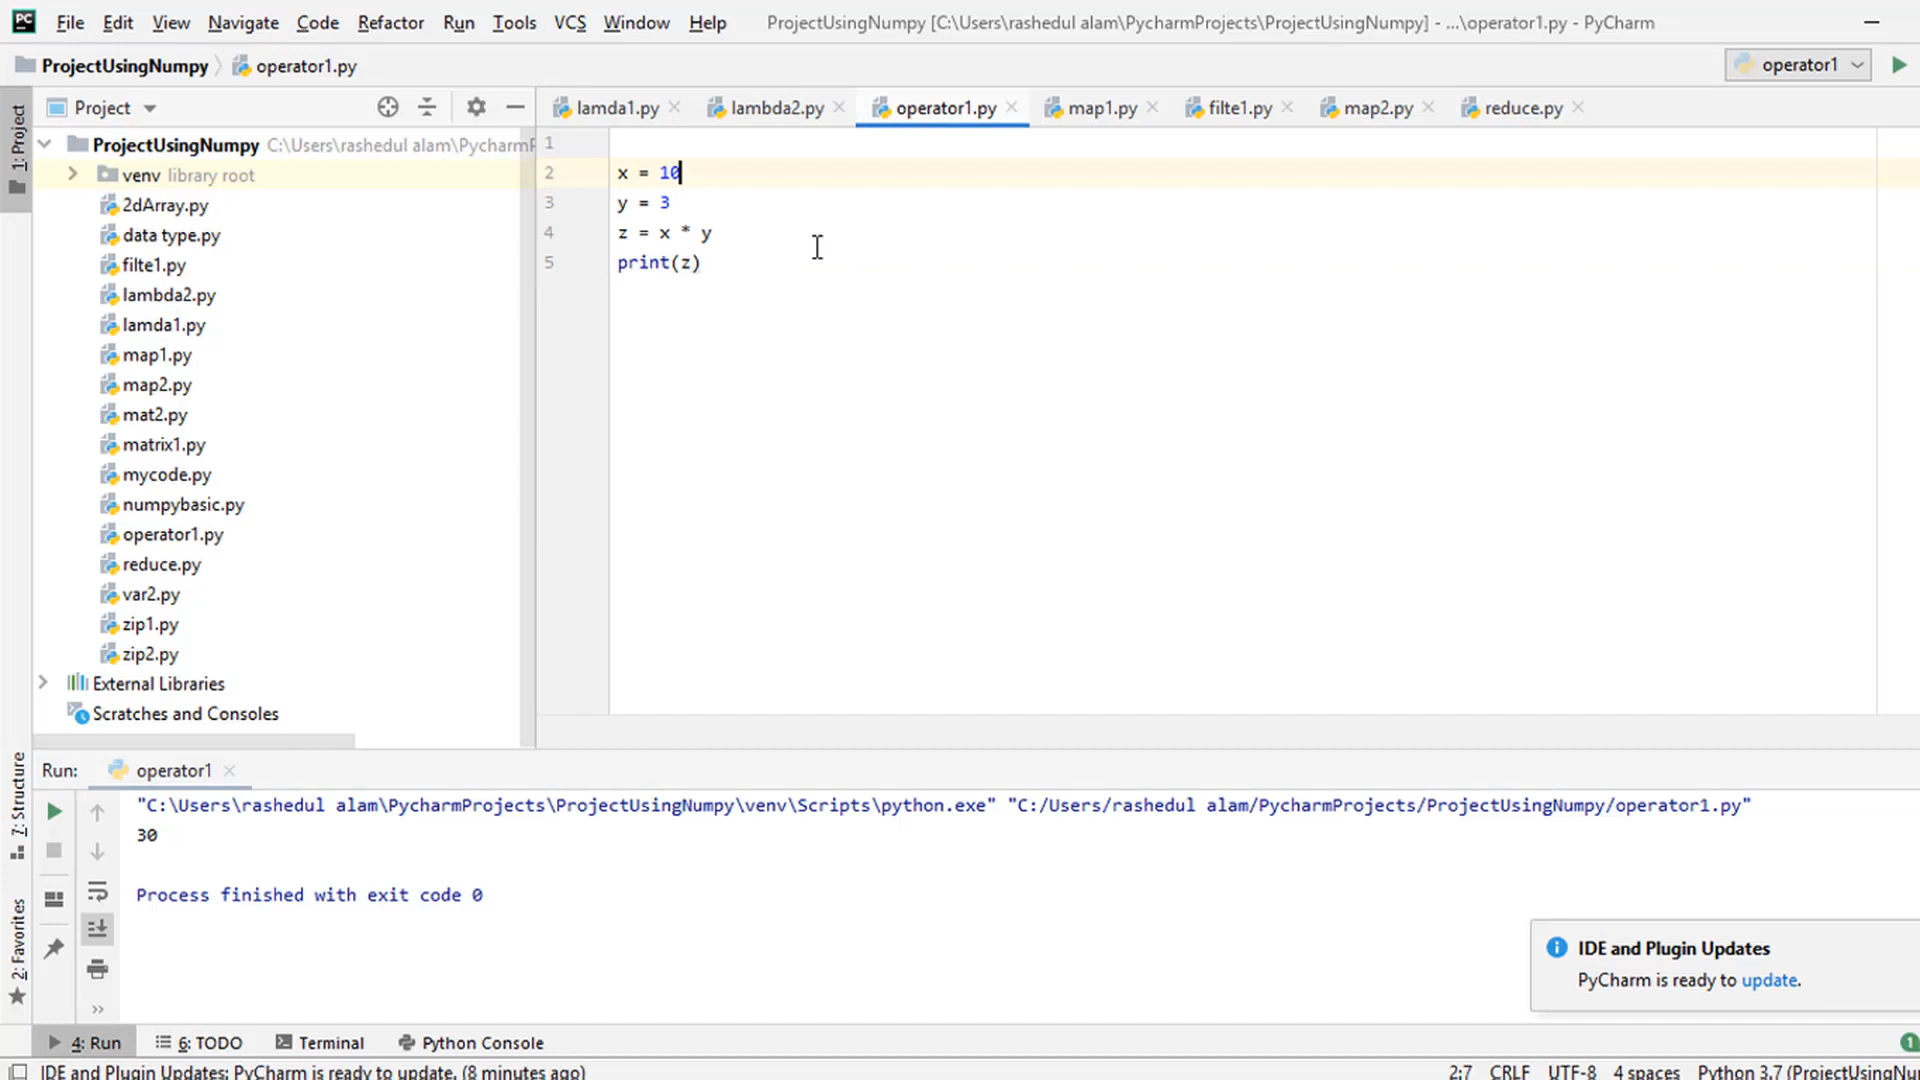 PC File Edit View Navigate Code Refactor Run Tools VCS Window Help ProjectUsingNumpy [C:\Users\rashedul alam\PycharmProjects\ProjectUsingNumpy] - ...\operator1.py - PyCharm
ProjectUsingNumpy operator1.py operator1
Project lamda1.py lambda2.py operator1.py map1.py filte1.py map2.py reduce.py
1: Project
ProjectUsingNumpy C:\Users\rashedul alam\Pycharm
venv library root
2dArray.py
data type.py
filte1.py
lambda2.py
lamda1.py
map1.py
map2.py
mat2.py
matrix1.py
mycode.py
numpybasic.py
operator1.py
reduce.py
var2.py
zip1.py
zip2.py
External Libraries
Scratches and Consoles
1
2 x = 10
3 y = 3
4 z = x * y
5 print(z)
7: Structure
2: Favorites
Run: operator1
"C:\Users\rashedul alam\PycharmProjects\ProjectUsingNumpy\venv\Scripts\python.exe" "C:/Users/rashedul alam/PycharmProjects/ProjectUsingNumpy/operator1.py"
30
Process finished with exit code 0
IDE and Plugin Updates
PyCharm is ready to update.
4: Run 6: TODO Terminal Python Console 1
IDE and Plugin Updates: PyCharm is ready to update. (8 minutes ago) 2:7 CRLF UTF-8 4 spaces Python 3.7 (ProjectUsingNu